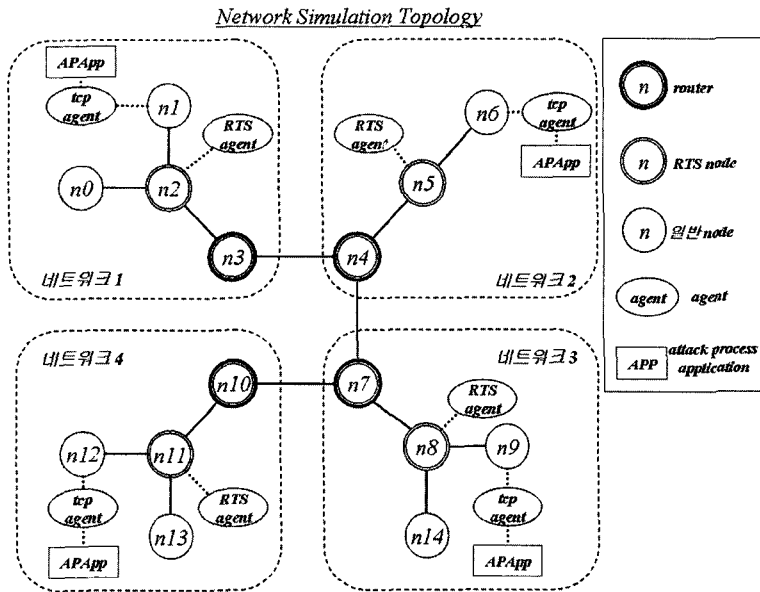 Network Simulation Topology
APApp
tcp
agent
n1
RTS
agent
n0
n2
n3
네트워크 1
n6
tcp
agent
APApp
RTS
agent
n5
n4
네트워크 2
네트워크 4
n10
n12
n11
tcp
agent
RTS
agent
n13
APApp
네트워크 3
n7
RTS
agent
n8
n9
tcp
agent
n14
APApp
n router
n RTS node
n 일반 node
agent agent
APP attack process
application